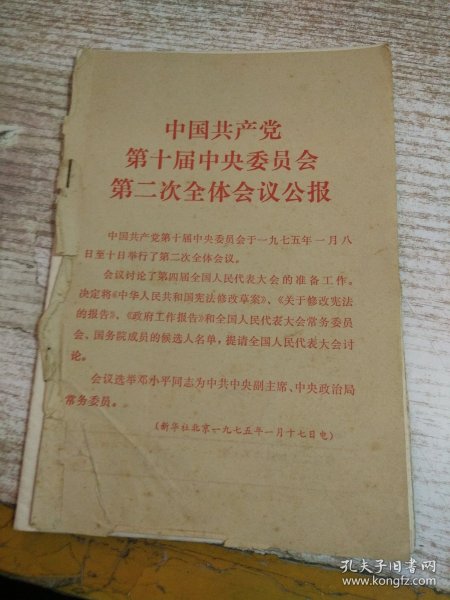 中国共产党
第十届中央委员会
第二次全体会议公报
中国共产党第十届中央委员会于一九七五年一月八
日至十日举行了第二次全体会议。
会议讨论了第四届全国人民代表大会的准备工作。
决定将《中华人民共和国宪法修改草案》、《关于修改宪法
的报告》、《政府工作报告》和全国人民代表大会常务委员
会、国务院成员的候选人名单，提请全国人民代表大会讨
论。
会议选举邓小平同志为中共中央副主席、中央政治局
常务委员。
（新华社北京一九七五年一月十七日电）
孔夫子旧书网
www.kongfz.com